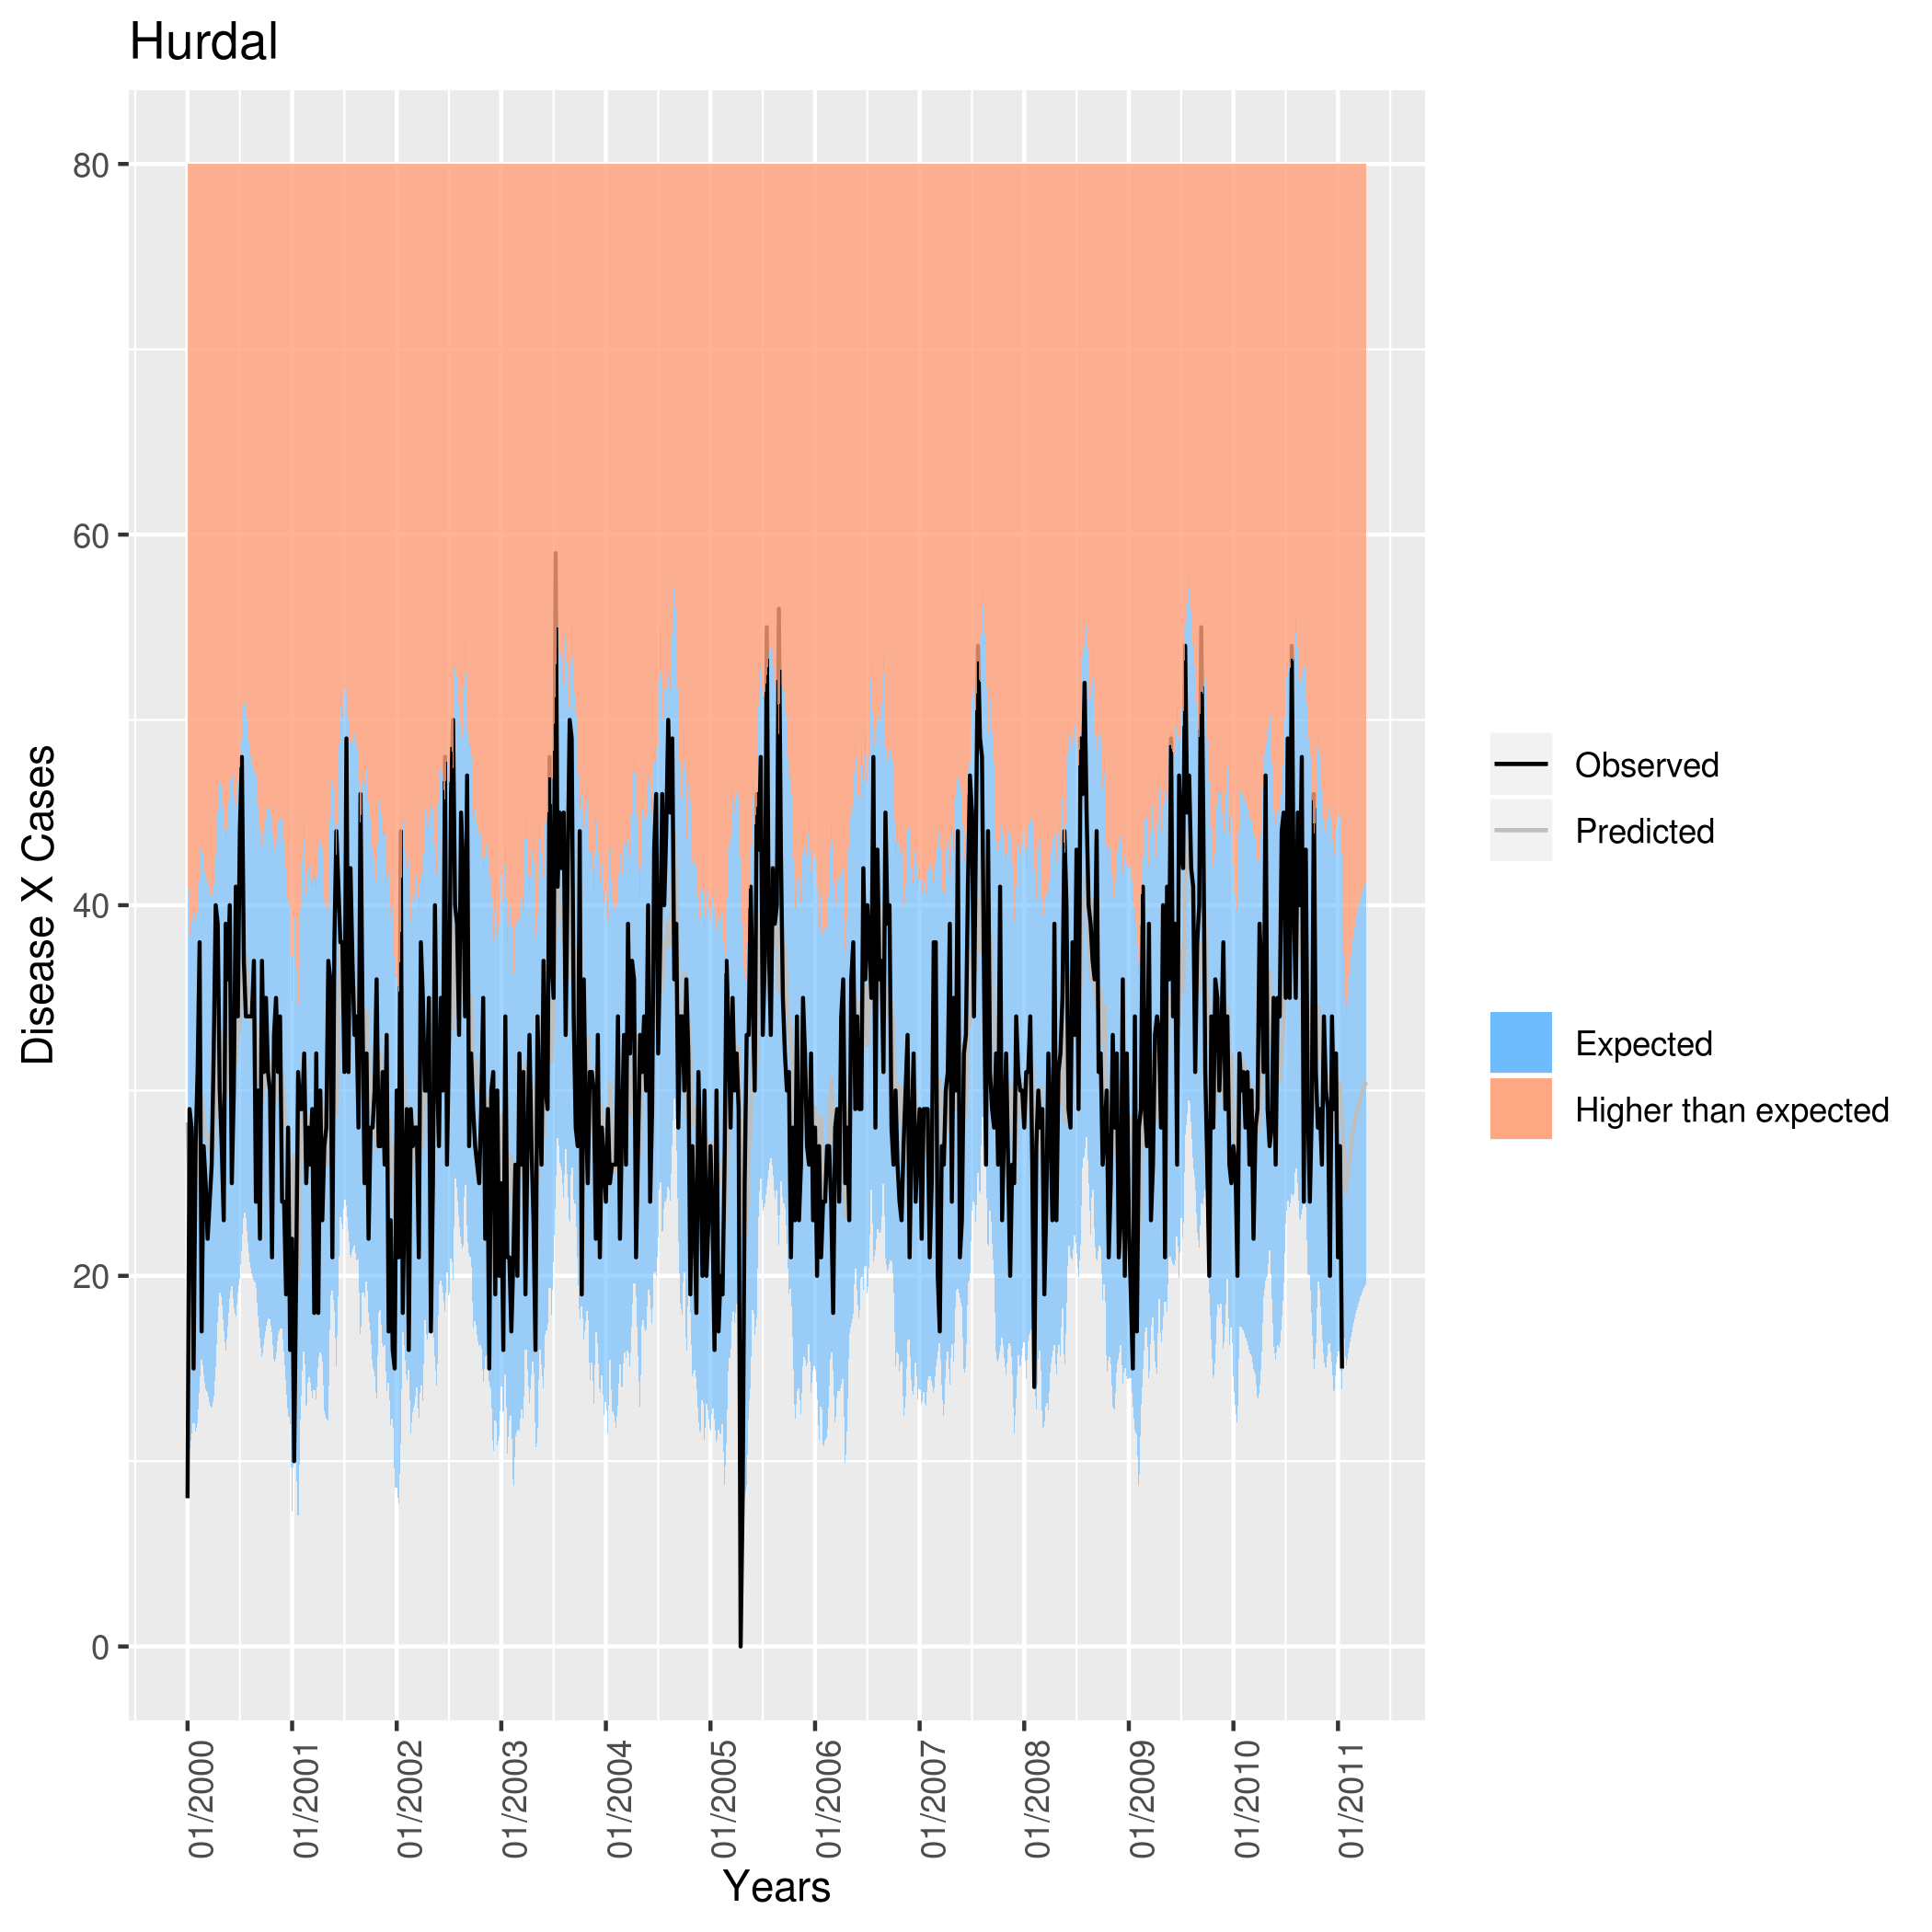 Hurdal
80
60
40
20
0
Disease X Cases
01/2000
01/2001
01/2002
01/2003
01/2004
01/2005
01/2006
01/2007
01/2008
01/2009
01/2010
01/2011
Years
Observed
Predicted
Expected
Higher than expected